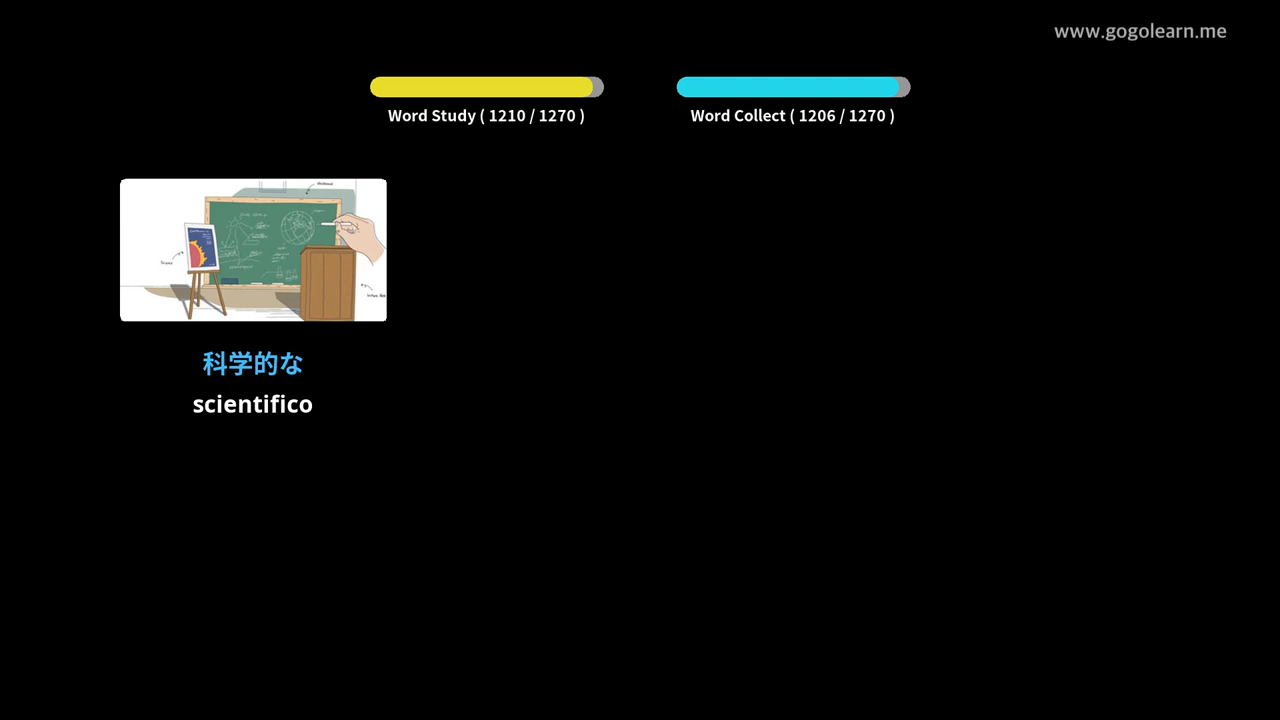 www.gogolearn.me
Word Study ( 1210 / 1270 )
Word Collect ( 1206 / 1270 )
科学的な
scientifico